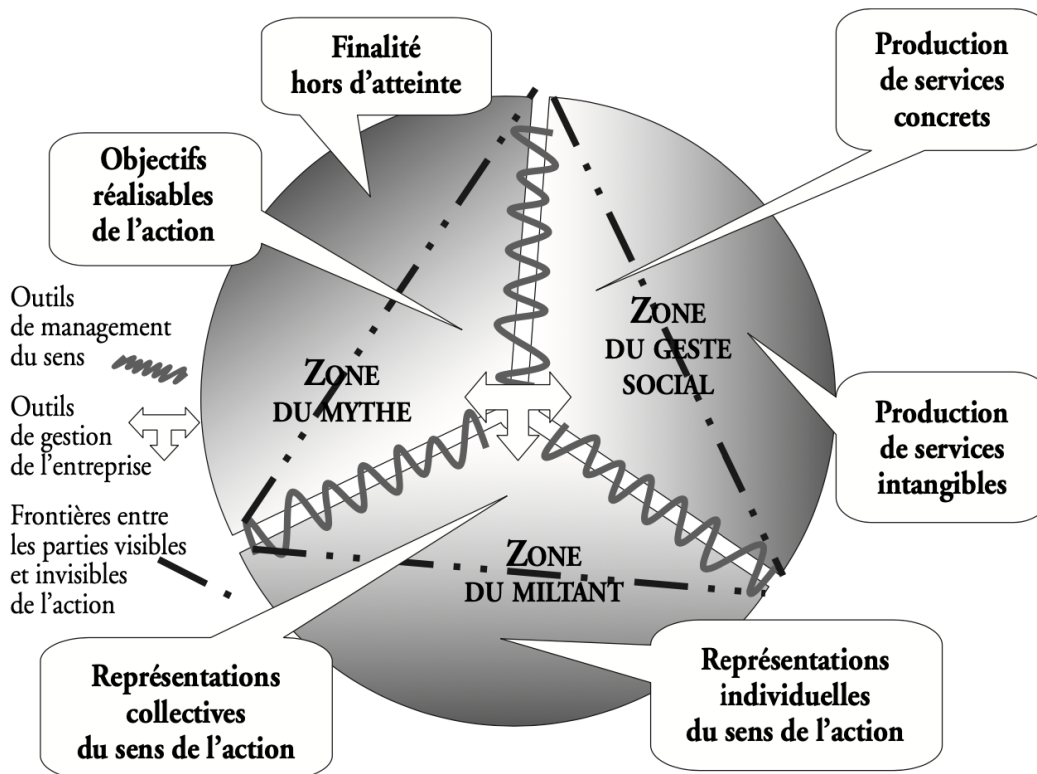 Finalité
hors d’atteinte
Production
de services
concrets
Objectifs
réalisables
de l’action
Outils
de management
du sens
ZONE
DU MYTHE
ZONE
DU GESTE
SOCIAL
Outils
de gestion
de l’entreprise
Production
de services
intangibles
Frontières entre
les parties visibles
et invisibles
de l’action
ZONE
DU MILTANT
Représentations
collectives
du sens de l’action
Représentations
individuelles
du sens de l’action